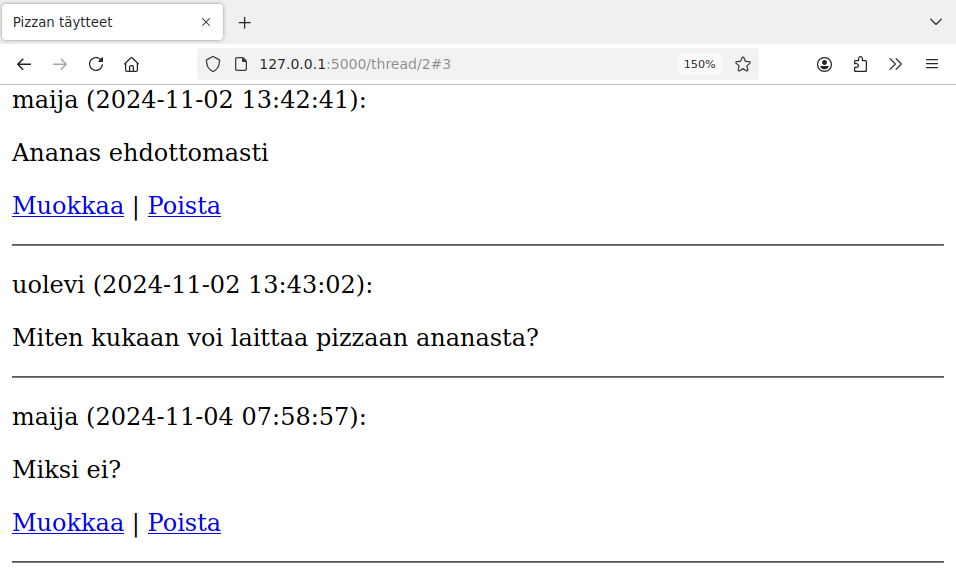 Pizzan täytteet
127.0.0.1:5000/thread/2#3
150%
maija (2024-11-02 13:42:41):
Ananas ehdottomasti
Muokkaa | Poista
uolevi (2024-11-02 13:43:02):
Miten kukaan voi laittaa pizzaan ananasta?
maija (2024-11-04 07:58:57):
Miksi ei?
Muokkaa | Poista